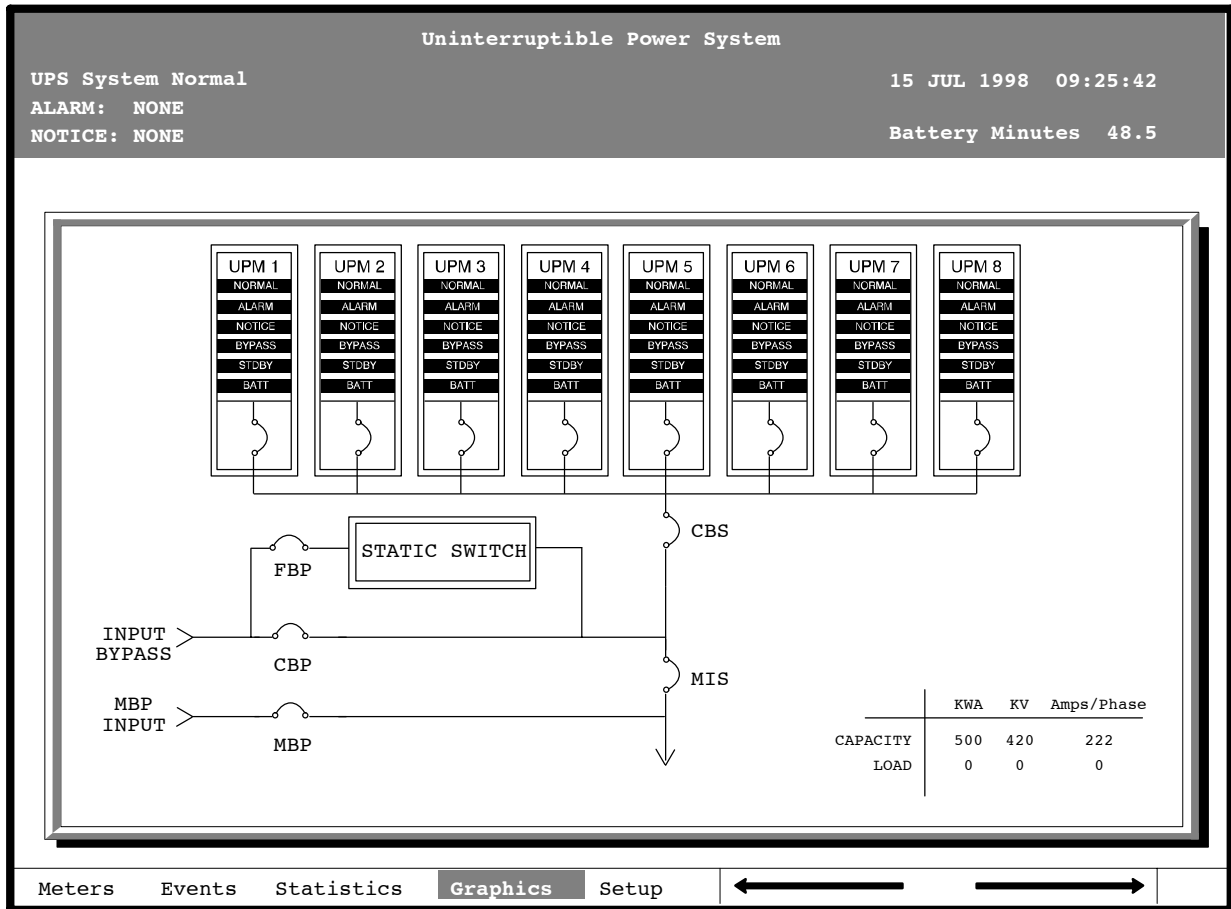 Uninterruptible Power System
UPS System Normal
15 JUL 1998 09:25:42
ALARM: NONE
NOTICE: NONE
Battery Minutes 48.5
UPM 1
NORMAL
ALARM
NOTICE
BYPASS
STDBY
BATT
UPM 2
NORMAL
ALARM
NOTICE
BYPASS
STDBY
BATT
UPM 3
NORMAL
ALARM
NOTICE
BYPASS
STDBY
BATT
UPM 4
NORMAL
ALARM
NOTICE
BYPASS
STDBY
BATT
UPM 5
NORMAL
ALARM
NOTICE
BYPASS
STDBY
BATT
UPM 6
NORMAL
ALARM
NOTICE
BYPASS
STDBY
BATT
UPM 7
NORMAL
ALARM
NOTICE
BYPASS
STDBY
BATT
UPM 8
NORMAL
ALARM
NOTICE
BYPASS
STDBY
BATT
CBS
STATIC SWITCH
FBP
INPUT
BYPASS
CBP
MIS
MBP
INPUT
MBP
KWA KV Amps/Phase
CAPACITY 500 420 222
LOAD 0 0 0
Meters Events Statistics Graphics Setup